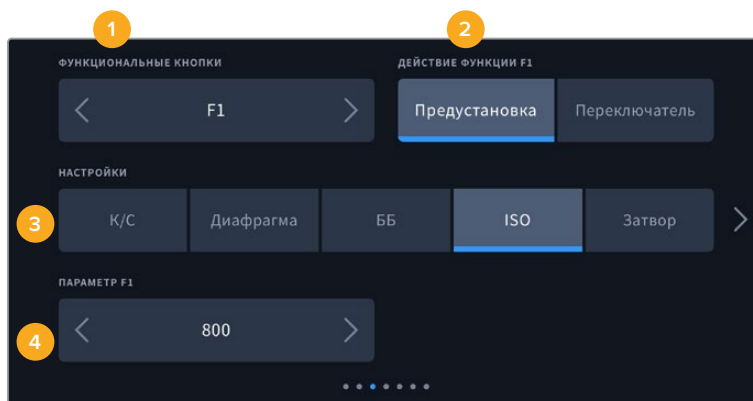 1 2
ФУНКЦИОНАЛЬНЫЕ КНОПКИ ДЕЙСТВИЕ ФУНКЦИИ F1
F1 Предустановка Переключатель
НАСТРОЙКИ
3 К/С Диафрагма ББ ISO Затвор
ПАРАМЕТР F1
4 800